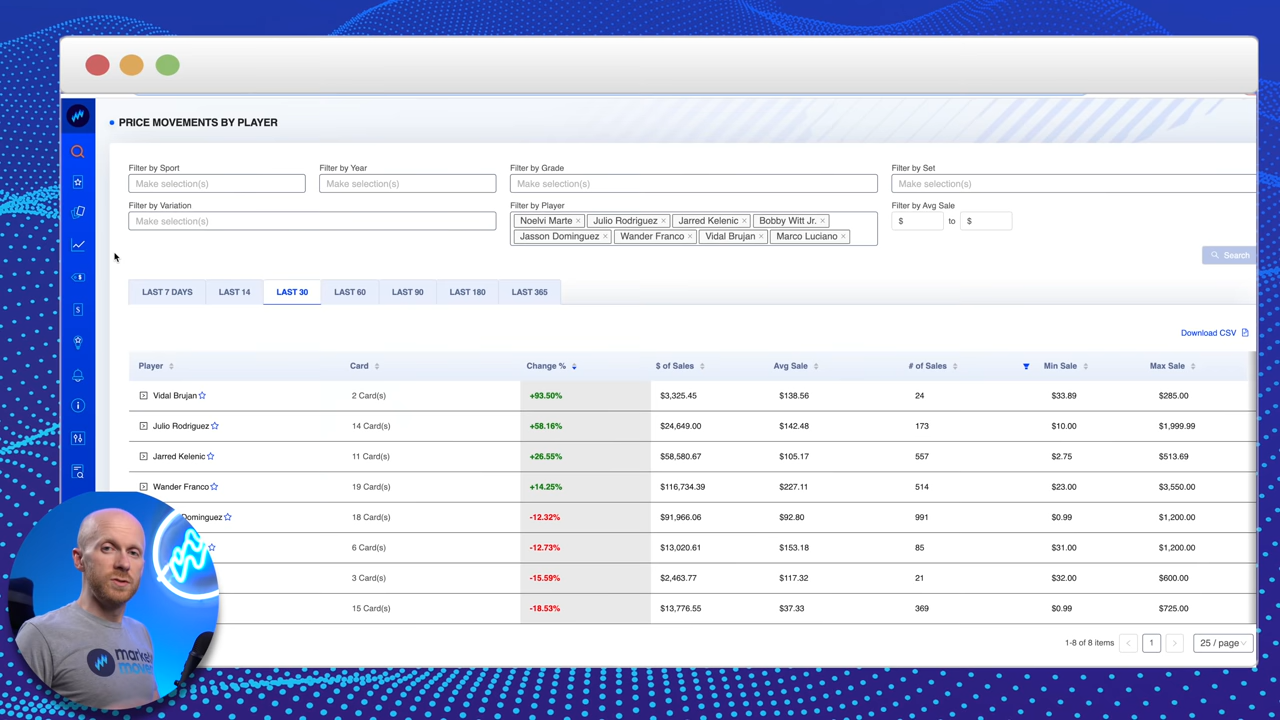 PRICE MOVEMENTS BY PLAYER
Filter by Sport Filter by Year Filter by Grade Filter by Set
Make selection(s) Make selection(s) Make selection(s) Make selection(s)
Filter by Variation Filter by Player Filter by Avg Sale
Make selection(s) Noelvi Marte × Julio Rodriguez × Jarred Kelenic × Bobby Witt Jr. × $ to $
Jasson Dominguez × Wander Franco × Vidal Brujan × Marco Luciano ×
Search
LAST 7 DAYS LAST 14 LAST 30 LAST 60 LAST 90 LAST 180 LAST 365
Download CSV
Player Card Change % $ of Sales Avg Sale # of Sales Min Sale Max Sale
Vidal Brujan 2 Card(s) +93.50% $3,325.45 $138.56 24 $33.89 $285.00
Julio Rodriguez 14 Card(s) +58.16% $24,649.00 $142.48 173 $10.00 $1,999.99
Jarred Kelenic 11 Card(s) +26.55% $58,580.67 $105.17 557 $2.75 $513.69
Wander Franco 19 Card(s) +14.25% $116,734.39 $227.11 514 $23.00 $3,550.00
Dominguez 18 Card(s) -12.32% $91,966.06 $92.80 991 $0.99 $1,200.00
6 Card(s) -12.73% $13,020.61 $153.18 85 $31.00 $1,200.00
3 Card(s) -15.59% $2,463.77 $117.32 21 $32.00 $600.00
15 Card(s) -18.53% $13,776.55 $37.33 369 $0.99 $725.00
1-8 of 8 items < 1 > 25 / page
market
move